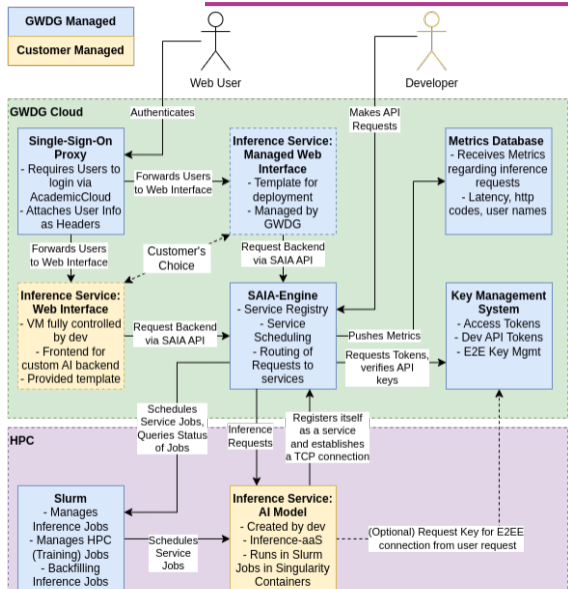 GWDG Managed
Customer Managed
Web User
Developer
GWDG Cloud
Authenticates
Makes API
Requests
Single-Sign-On
Proxy
- Requires Users to
login via
AcademicCloud
- Attaches User Info
as Headers
Forwards Users
to Web Interface
Inference Service:
Managed Web
Interface
- Template for
deployment
- Managed by
GWDG
Metrics Database
- Receives Metrics
regarding inference
requests
- Latency, http
codes, user names
Forwards Users
to Web Interface
Customer's
Choice
Request Backend
via SAIA API
Inference Service:
Web Interface
- VM fully controlled
by dev
- Frontend for
custom AI backend
- Provided template
Request Backend
via SAIA API
SAIA-Engine
- Service Registry
- Service
Scheduling
- Routing of
Requests to
services
Pushes Metrics
Requests Tokens,
verifies API
keys
Key Management
System
- Access Tokens
- Dev API Tokens
- E2E Key Mgmt
Schedules
Service Jobs,
Queries Status
of Jobs
Inference
Requests
Registers itself
as a service
and establishes
a TCP connection
HPC
Slurm
- Manages
Inference Jobs
- Manages HPC
(Training) Jobs
- Backfilling
Inference Jobs
Schedules
Service
Jobs
Inference Service:
AI Model
- Created by dev
- Inference-aaS
- Runs in Slurm
Jobs in Singularity
Containers
(Optional) Request Key for E2EE
connection from user request